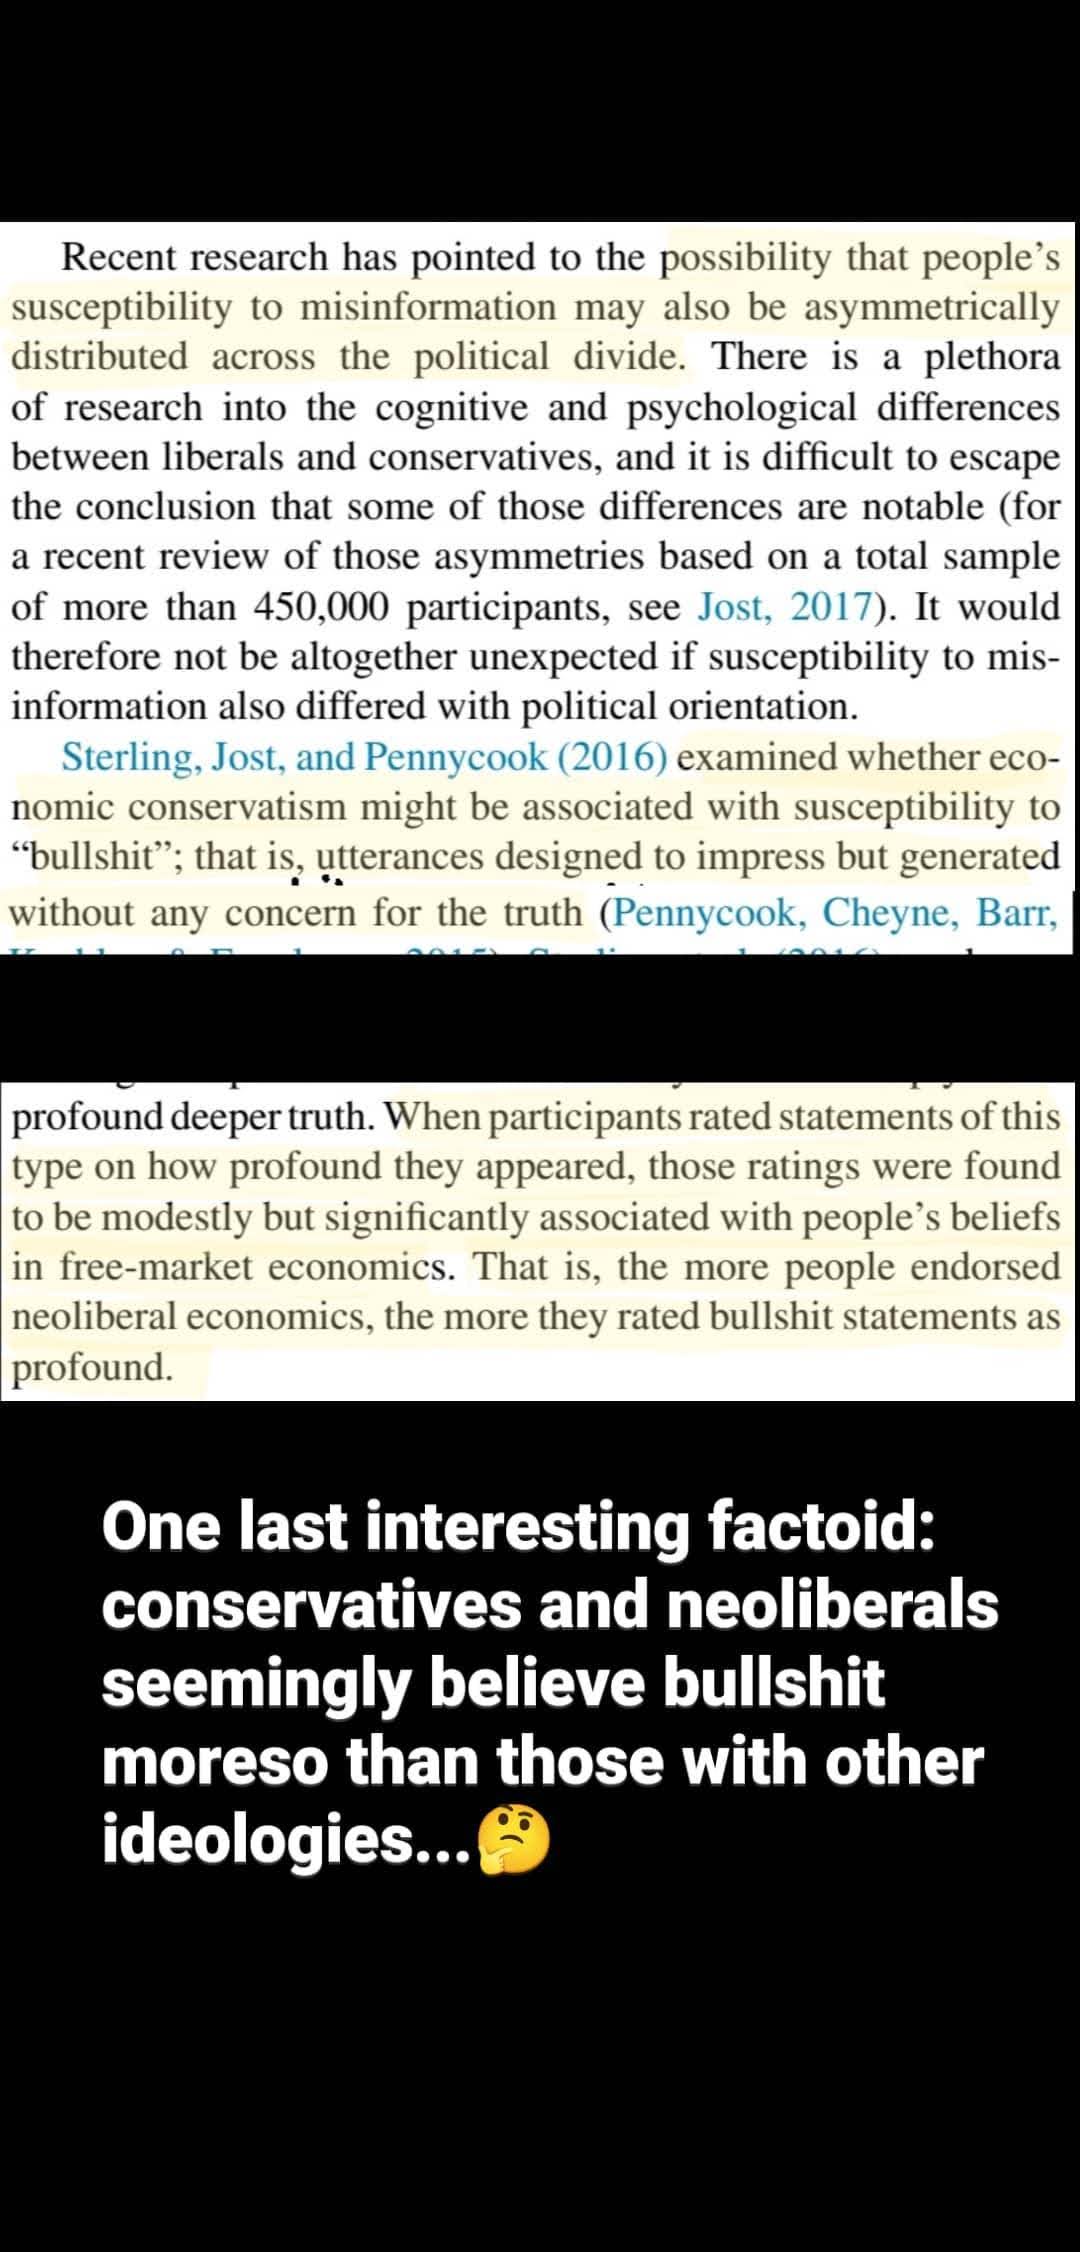 Recent research has pointed to the possibility that people’s
susceptibility to misinformation may also be asymmetrically
distributed across the political divide. There is a plethora
of research into the cognitive and psychological differences
between liberals and conservatives, and it is difficult to escape
the conclusion that some of those differences are notable (for
a recent review of those asymmetries based on a total sample
of more than 450,000 participants, see Jost, 2017). It would
therefore not be altogether unexpected if susceptibility to mis-
information also differed with political orientation.
Sterling, Jost, and Pennycook (2016) examined whether eco-
nomic conservatism might be associated with susceptibility to
“bullshit”; that is, utterances designed to impress but generated
without any concern for the truth (Pennycook, Cheyne, Barr,
profound deeper truth. When participants rated statements of this
type on how profound they appeared, those ratings were found
to be modestly but significantly associated with people’s beliefs
in free-market economics. That is, the more people endorsed
neoliberal economics, the more they rated bullshit statements as
profound.
One last interesting factoid:
conservatives and neoliberals
seemingly believe bullshit
moreso than those with other
ideologies...🤔